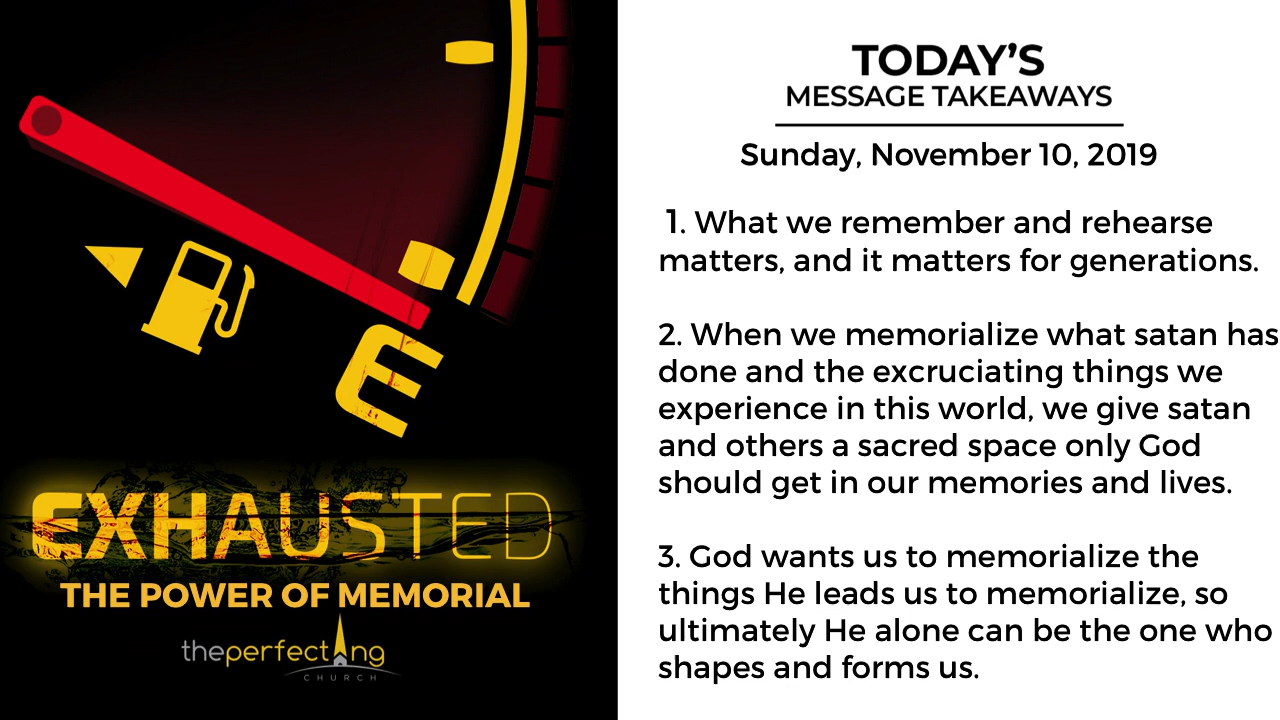 E
EXHAUSTED
THE POWER OF MEMORIAL
theperfecting
CHURCH
TODAY'S
MESSAGE TAKEAWAYS
Sunday, November 10, 2019
1. What we remember and rehearse
matters, and it matters for generations.
2. When we memorialize what satan has
done and the excruciating things we
experience in this world, we give satan
and others a sacred space only God
should get in our memories and lives.
3. God wants us to memorialize the
things He leads us to memorialize, so
ultimately He alone can be the one who
shapes and forms us.